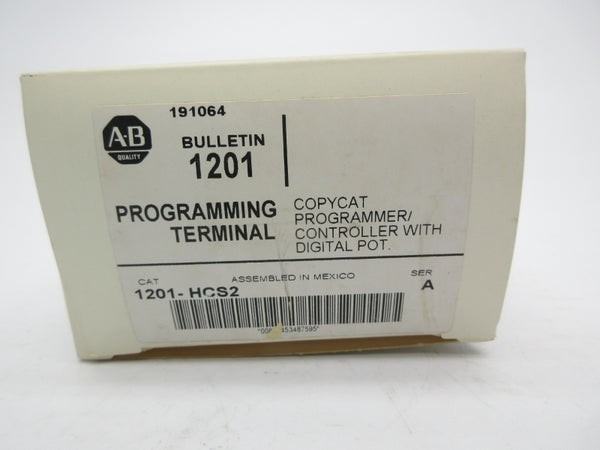 191064
A-B
QUALITY
BULLETIN
1201
PROGRAMMING
TERMINAL
COPYCAT
PROGRAMMER/
CONTROLLER WITH
DIGITAL POT.
CAT
ASSEMBLED IN MEXICO
SER
1201- HCS2
A